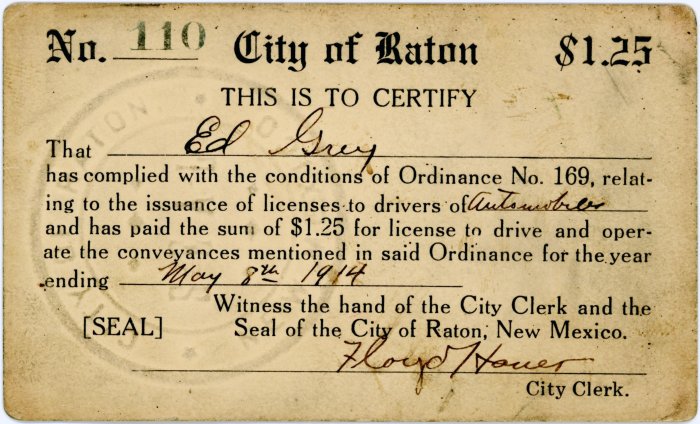 No. 110 City of Raton $1.25
THIS IS TO CERTIFY
That Ed Grey
has complied with the conditions of Ordinance No. 169, relat-
ing to the issuance of licenses to drivers of Automobiles
and has paid the sum of $1.25 for license to drive and oper-
ate the conveyances mentioned in said Ordinance for the year
ending May 8th 1914
Witness the hand of the City Clerk and the
[SEAL] Seal of the City of Raton, New Mexico.
Floyd
City Clerk.